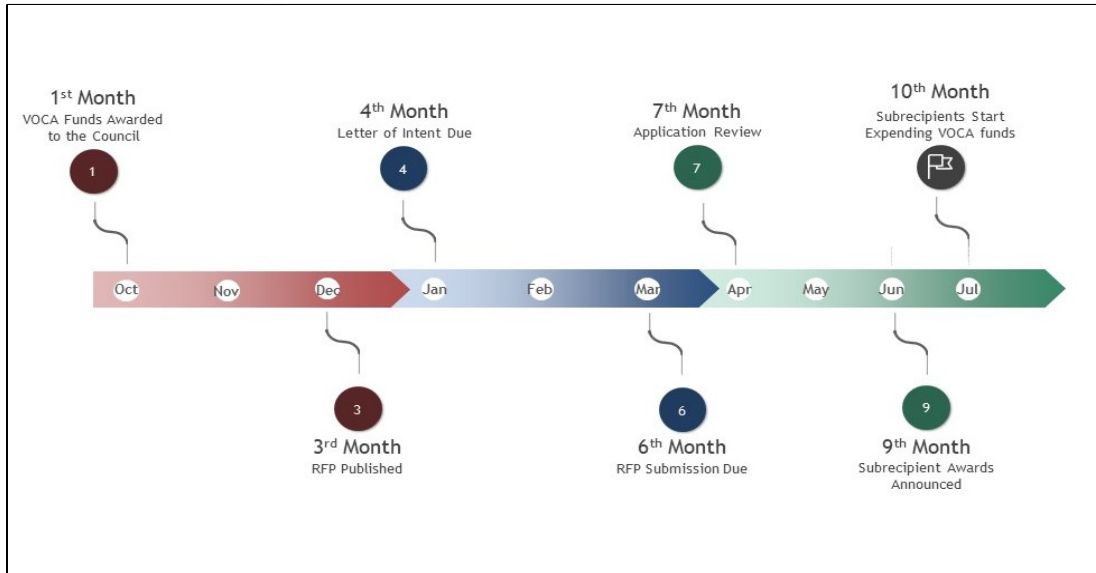 1st Month
VOCA Funds Awarded
to the Council
1
4th Month
Letter of Intent Due
4
7th Month
Application Review
7
10th Month
Subrecipients Start
Expending VOCA funds
Oct
Nov
Dec
Jan
Feb
Mar
Apr
May
Jun
Jul
3
3rd Month
RFP Published
6
6th Month
RFP Submission Due
9
9th Month
Subrecipient Awards
Announced